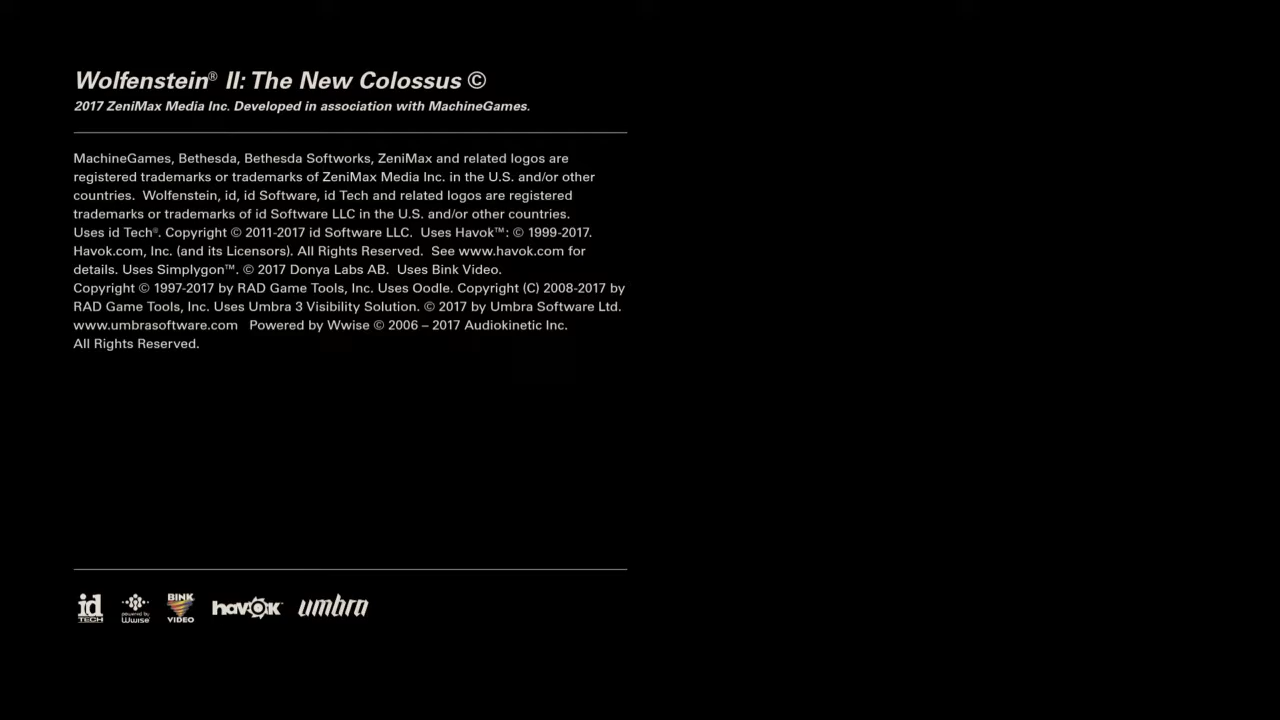 Wolfenstein® II: The New Colossus ©
2017 ZeniMax Media Inc. Developed in association with MachineGames.
MachineGames, Bethesda, Bethesda Softworks, ZeniMax and related logos are
registered trademarks or trademarks of ZeniMax Media Inc. in the U.S. and/or other
countries.  Wolfenstein, id, id Software, id Tech and related logos are registered
trademarks or trademarks of id Software LLC in the U.S. and/or other countries.
Uses id Tech®. Copyright © 2011-2017 id Software LLC.  Uses Havok™: © 1999-2017.
Havok.com, Inc. (and its Licensors). All Rights Reserved.  See www.havok.com for
details. Uses Simplygon™. © 2017 Donya Labs AB.  Uses Bink Video.
Copyright © 1997-2017 by RAD Game Tools, Inc. Uses Oodle. Copyright (C) 2008-2017 by
RAD Game Tools, Inc. Uses Umbra 3 Visibility Solution. © 2017 by Umbra Software Ltd.
www.umbrasoftware.com   Powered by Wwise © 2006 – 2017 Audiokinetic Inc.
All Rights Reserved.
id TECH
powered by Wwise
BINK VIDEO
havok
umbra